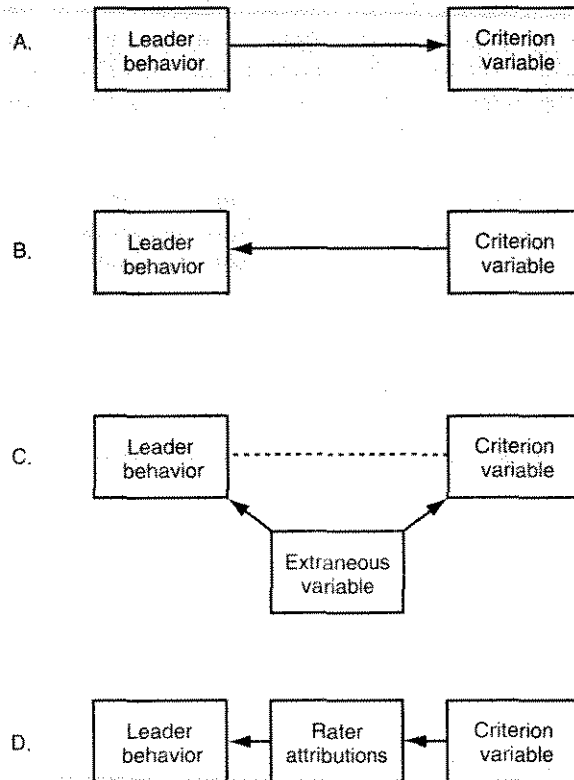 A.
Leader
behavior
Criterion
variable
B.
Leader
behavior
Criterion
variable
C.
Leader
behavior
Criterion
variable
Extraneous
variable
D.
Leader
behavior
Rater
attributions
Criterion
variable